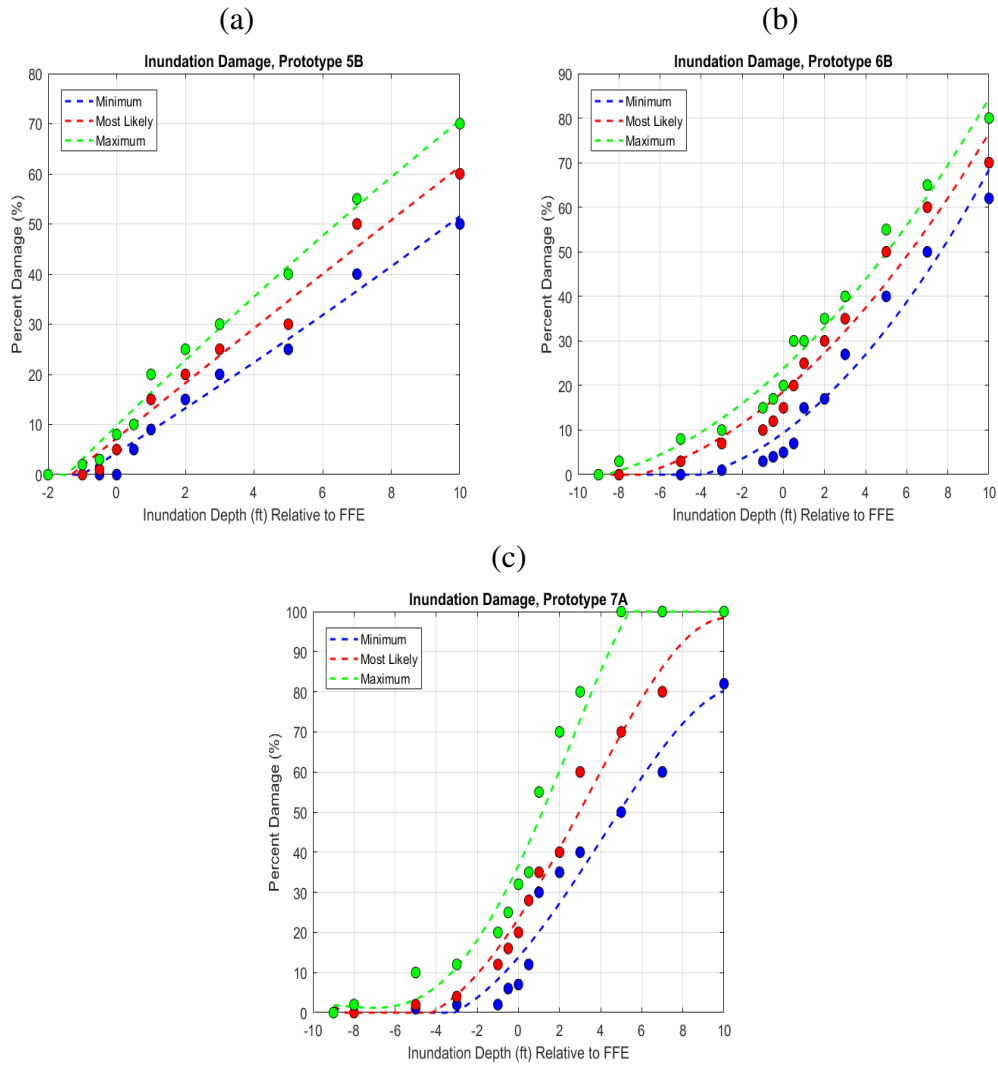 (a)
Inundation Damage, Prototype 5B
Minimum
Most Likely
Maximum
Percent Damage (%)
80
70
60
50
40
30
20
10
0
-2 0 2 4 6 8 10
Inundation Depth (ft) Relative to FFE
(b)
Inundation Damage, Prototype 6B
Minimum
Most Likely
Maximum
Percent Damage (%)
90
80
70
60
50
40
30
20
10
0
-10 -8 -6 -4 -2 0 2 4 6 8 10
Inundation Depth (ft) Relative to FFE
(c)
Inundation Damage, Prototype 7A
Minimum
Most Likely
Maximum
Percent Damage (%)
100
90
80
70
60
50
40
30
20
10
0
-10 -8 -6 -4 -2 0 2 4 6 8 10
Inundation Depth (ft) Relative to FFE